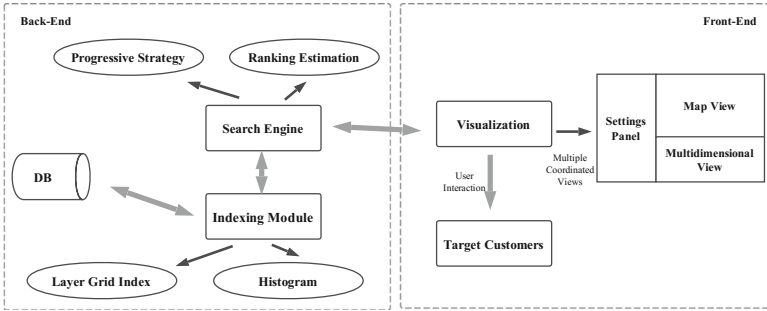 Back-End
Front-End
Progressive Strategy
Ranking Estimation
Search Engine
DB
Indexing Module
Layer Grid Index
Histogram
Visualization
User
Interaction
Multiple
Coordinated
Views
Target Customers
Settings
Panel
Map View
Multidimensional
View